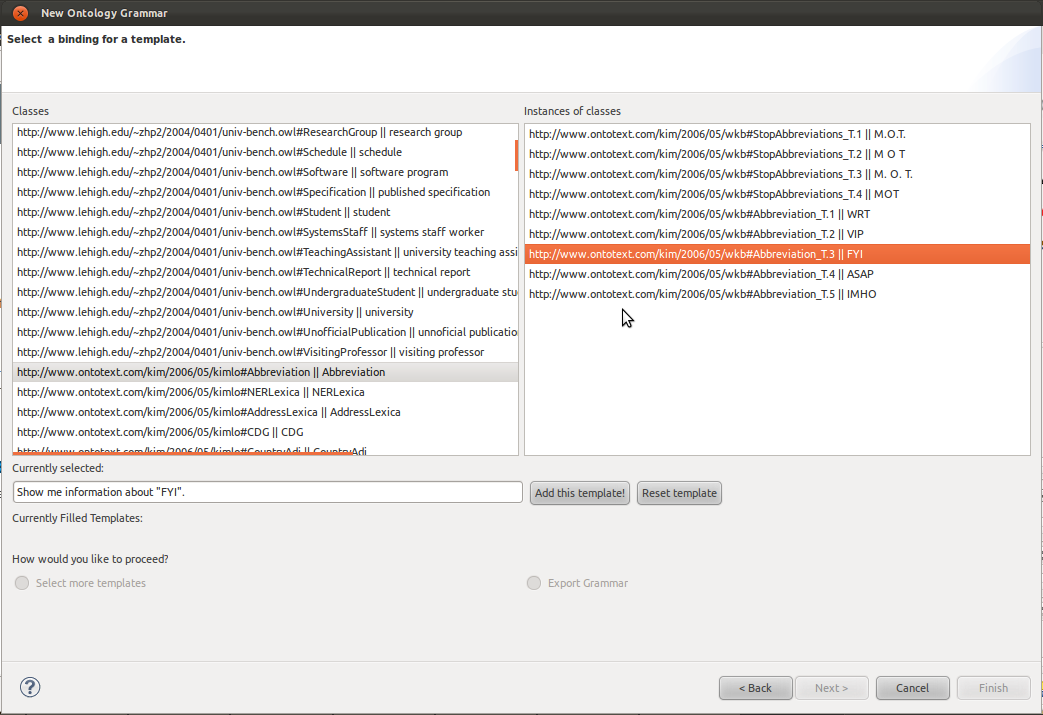 New Ontology Grammar
Select  a binding for a template.
Classes
http://www.lehigh.edu/~zhp2/2004/0401/univ-bench.owl#ResearchGroup || research group
http://www.lehigh.edu/~zhp2/2004/0401/univ-bench.owl#Schedule || schedule
http://www.lehigh.edu/~zhp2/2004/0401/univ-bench.owl#Software || software program
http://www.lehigh.edu/~zhp2/2004/0401/univ-bench.owl#Specification || published specification
http://www.lehigh.edu/~zhp2/2004/0401/univ-bench.owl#Student || student
http://www.lehigh.edu/~zhp2/2004/0401/univ-bench.owl#SystemsStaff || systems staff worker
http://www.lehigh.edu/~zhp2/2004/0401/univ-bench.owl#TeachingAssistant || university teaching assi
http://www.lehigh.edu/~zhp2/2004/0401/univ-bench.owl#TechnicalReport || technical report
http://www.lehigh.edu/~zhp2/2004/0401/univ-bench.owl#UndergraduateStudent || undergraduate stu
http://www.lehigh.edu/~zhp2/2004/0401/univ-bench.owl#University || university
http://www.lehigh.edu/~zhp2/2004/0401/univ-bench.owl#UnofficialPublication || unnoficial publicatio
http://www.lehigh.edu/~zhp2/2004/0401/univ-bench.owl#VisitingProfessor || visiting professor
http://www.ontotext.com/kim/2006/05/kimlo#Abbreviation || Abbreviation
http://www.ontotext.com/kim/2006/05/kimlo#NERLexica || NERLexica
http://www.ontotext.com/kim/2006/05/kimlo#AddressLexica || AddressLexica
http://www.ontotext.com/kim/2006/05/kimlo#CDG || CDG
http://www.ontotext.com/kim/2006/05/kimlo#CountryAdj || CountryAdj
Instances of classes
http://www.ontotext.com/kim/2006/05/wkb#StopAbbreviations_T.1 || M.O.T.
http://www.ontotext.com/kim/2006/05/wkb#StopAbbreviations_T.2 || M O T
http://www.ontotext.com/kim/2006/05/wkb#StopAbbreviations_T.3 || M. O. T.
http://www.ontotext.com/kim/2006/05/wkb#StopAbbreviations_T.4 || MOT
http://www.ontotext.com/kim/2006/05/wkb#Abbreviation_T.1 || WRT
http://www.ontotext.com/kim/2006/05/wkb#Abbreviation_T.2 || VIP
http://www.ontotext.com/kim/2006/05/wkb#Abbreviation_T.3 || FYI
http://www.ontotext.com/kim/2006/05/wkb#Abbreviation_T.4 || ASAP
http://www.ontotext.com/kim/2006/05/wkb#Abbreviation_T.5 || IMHO
Currently selected:
Show me information about "FYI".
Add this template!
Reset template
Currently Filled Templates:
How would you like to proceed?
Select more templates
Export Grammar
?
< Back
Next >
Cancel
Finish